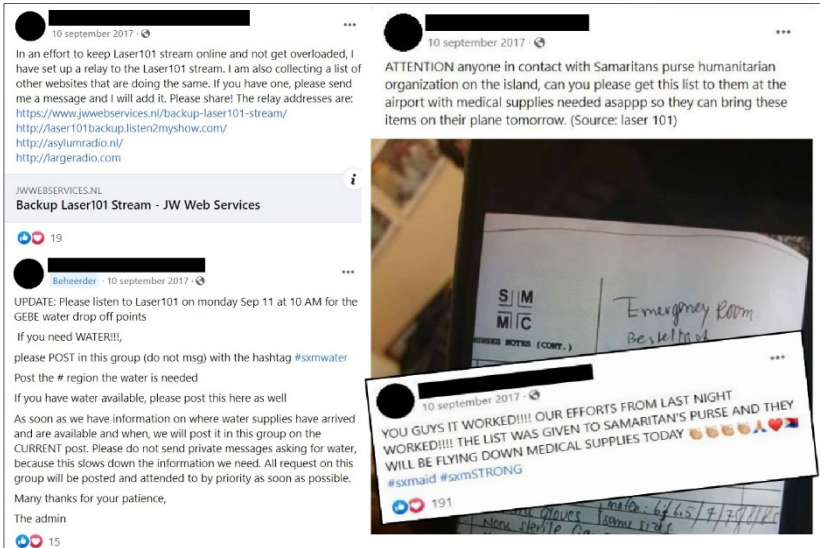 10 september 2017
In an effort to keep Laser101 stream online and not get overloaded, I
have set up a relay to the Laser101 stream. I am also collecting a list of
other websites that are doing the same. If you have one, please send
me a message and I will add it. Please share! The relay addresses are:
https://www.jwwebservices.nl/backup-laser101-stream/
http://laser101backup.listen2myshow.com/
http://asylumradio.nl/
http://largeradio.com
JWWEBSERVICES.NL
Backup Laser101 Stream - JW Web Services
19
Beheerder · 10 september 2017
UPDATE: Please listen to Laser101 on monday Sep 11 at 10 AM for the
GEBE water drop off points
If you need WATER!!!,
please POST in this group (do not msg) with the hashtag #sxmwater
Post the # region the water is needed
If you have water available, please post this here as well
As soon as we have information on where water supplies have arrived
and are available and when, we will post it in this group on the
CURRENT post. Please do not send private messages asking for water,
because this slows down the information we need. All request on this
group will be posted and attended to by priority as soon as possible.
Many thanks for your patience,
The admin
15
10 september 2017
ATTENTION anyone in contact with Samaritans purse humanitarian
organization on the island, can you please get this list to them at the
airport with medical supplies needed asappp so they can bring these
items on their plane tomorrow. (Source: laser 101)
S M
M C
NOTES (CONT.)
Emergency Room
10 september 2017
YOU GUYS IT WORKED!!!! OUR EFFORTS FROM LAST NIGHT
WORKED!!!! THE LIST WAS GIVEN TO SAMARITAN'S PURSE AND THEY
WILL BE FLYING DOWN MEDICAL SUPPLIES TODAY 👏👏👏👏🙏❤️🇸🇽
#sxmaid #sxmSTRONG
191
gloves
None sterile